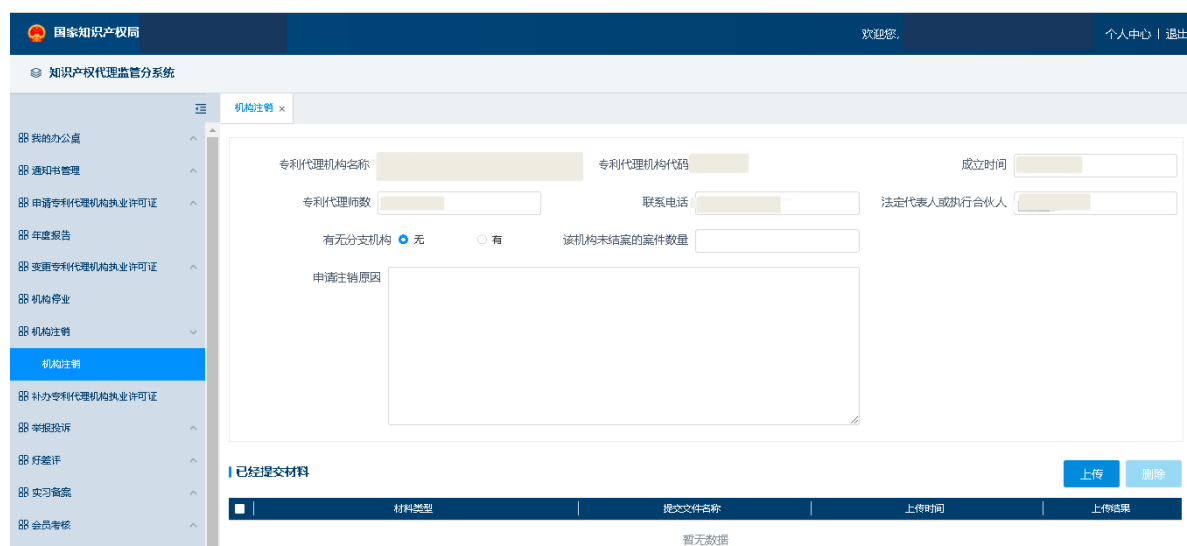 国家知识产权局
欢迎您,
个人中心 | 退出
知识产权代理监管分系统
机构注销 ×
我的办公桌
通知书管理
申请专利代理机构执业许可证
年度报告
变更专利代理机构执业许可证
机构停业
机构注销
机构注销
补办专利代理机构执业许可证
举报投诉
好差评
实习备案
会员考核
专利代理机构名称 专利代理机构代码 成立时间
专利代理师数 联系电话 法定代表人或执行合伙人
有无分支机构 无 有 该机构未结案的案件数量
申请注销原因
已经提交材料 上传 删除
材料类型 提交文件名称 上传时间 上传结果
暂无数据